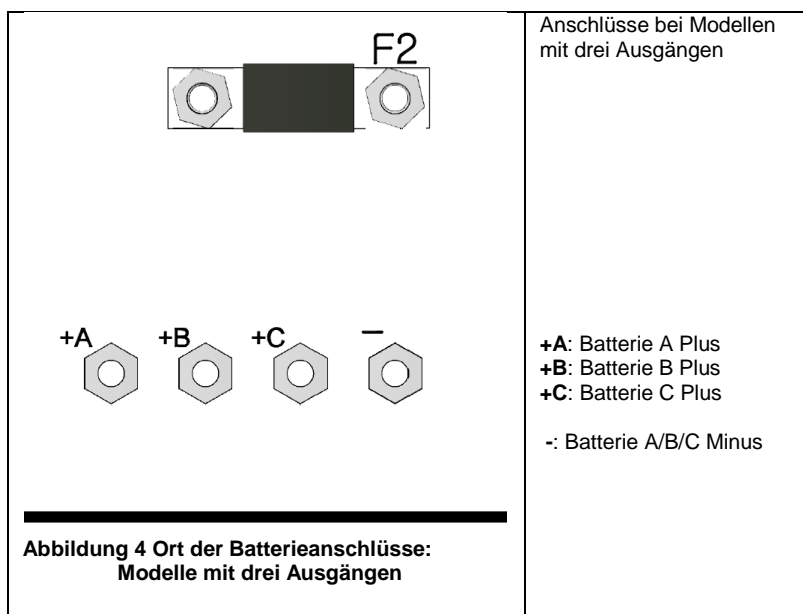 F2
+A
+B
+C
–
Abbildung 4 Ort der Batterieanschlüsse:
Modelle mit drei Ausgängen
Anschlüsse bei Modellen
mit drei Ausgängen
+A: Batterie A Plus
+B: Batterie B Plus
+C: Batterie C Plus
-: Batterie A/B/C Minus